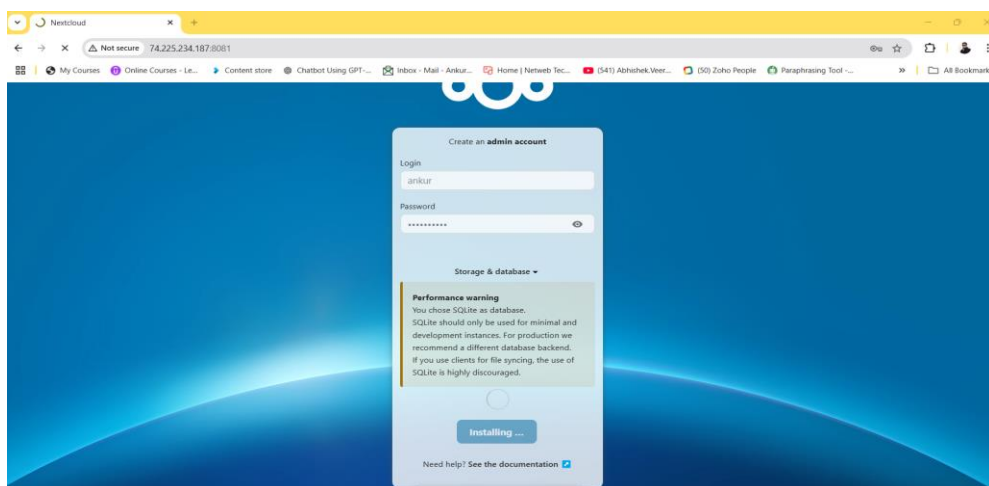 Nextcloud
Not secure 74.225.234.187:8081
My Courses Online Courses - Le... Content store Chatbot Using GPT-... Inbox - Mail - Ankur... Home | Netweb Tec... (541) Abhishek.Veer... (50) Zoho People Paraphrasing Tool -... » All Bookmark
Create an admin account
Login
ankur
Password
Storage & database
Performance warning
You chose SQLite as database.
SQLite should only be used for minimal and
development instances. For production we
recommend a different database backend.
If you use clients for file syncing, the use of
SQLite is highly discouraged.
Installing ...
Need help? See the documentation